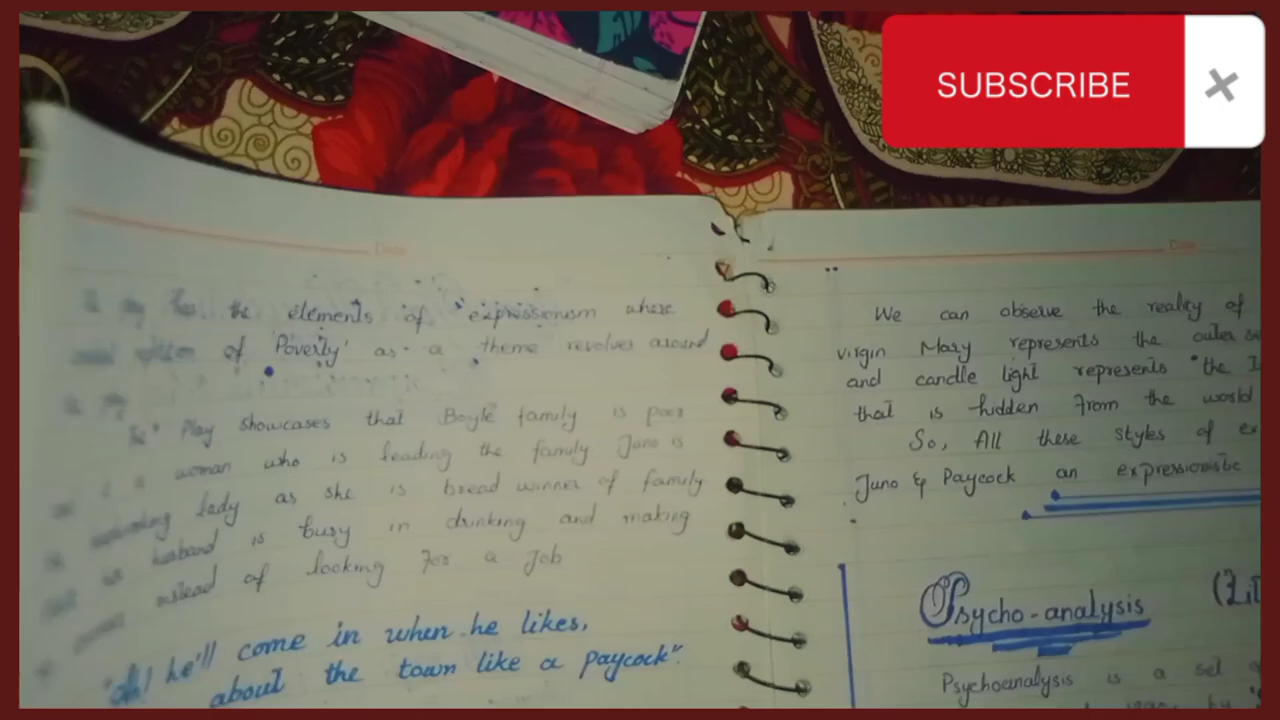 SUBSCRIBE
Date
the elements of "expressionism where
of 'Poverty' as a theme revolves around
Play showcases that Boyle family is poor
a woman who is leading the family Juno is
lady as she is bread winner of family
husband is busy in drinking and making
instead of looking for a job
"ah! he'll come in when he likes,
about the town like a paycock".
Date
We can observe the reality of
virgin Mary represents the outer
and candle light represents "the
that is hidden from the world
So, All these styles of
Juno & Paycock an expressionistic
Psycho-analysis
Psychoanalysis is a set